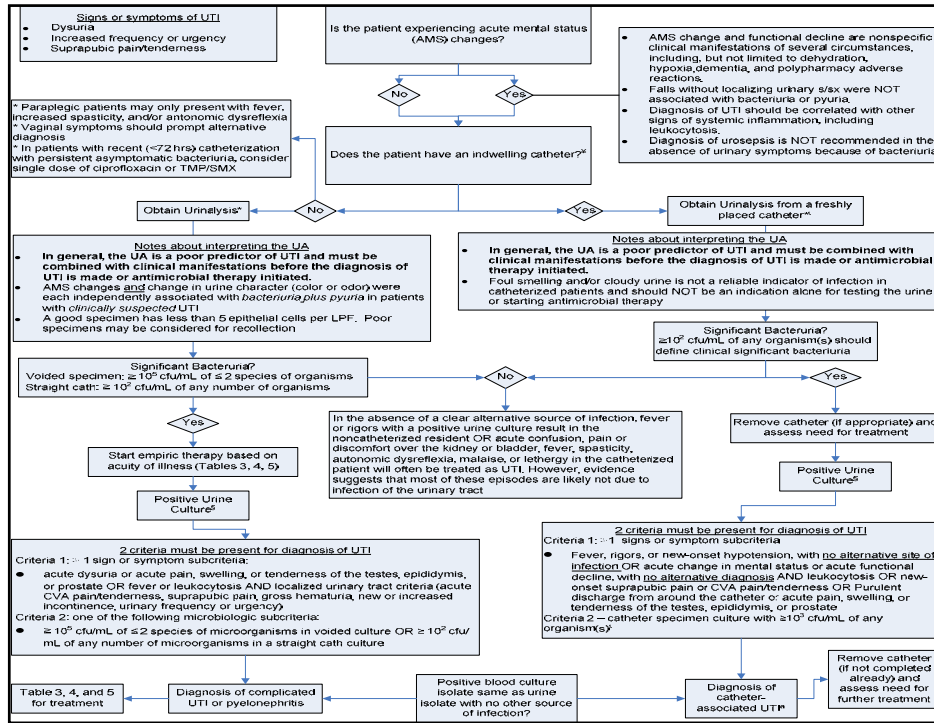 Signs or symptoms of UTI
• Dysuria
• Increased frequency or urgency
• Suprapubic pain/tenderness
Is the patient experiencing acute mental status
(AMS) changes?
• AMS change and functional decline are nonspecific
clinical manifestations of several circumstances,
including, but not limited to dehydration,
hypoxia,dementia, and polypharmacy adverse
reactions.
• Falls without localizing urinary s/sx were NOT
associated with bacteriuria or pyuria.
• Diagnosis of UTI should be correlated with other
signs of systemic inflammation, including
leukocytosis.
• Diagnosis of urosepsis is NOT recommended in the
absence of urinary symptoms because of bacteriuria
No
Yes
* Paraplegic patients may only present with fever,
increased spasticity, and/or antonomic dysreflexia
* Vaginal symptoms should prompt alternative
diagnosis
* In patients with recent (<72 hrs) catheterization
with persistent asymptomatic bacteriuria, consider
single dose of ciprofloxacin or TMP/SMX
Does the patient have an indwelling catheter?
Obtain Urinalysis*
No
Yes
Obtain Urinalysis from a freshly
placed catheter
Notes about interpreting the UA
• In general, the UA is a poor predictor of UTI and must be
combined with clinical manifestations before the diagnosis of
UTI is made or antimicrobial therapy initiated.
• AMS changes and change in urine character (color or odor) were
each independently associated with bacteriuria plus pyuria in patients
with clinically suspected UTI
• A good specimen has less than 5 epithelial cells per LPF. Poor
specimens may be considered for recollection
Notes about interpreting the UA
• In general, the UA is a poor predictor of UTI and must be combined with
clinical manifestations before the diagnosis of UTI is made or antimicrobial
therapy initiated.
• Foul smelling and/or cloudy urine is not a reliable indicator of infection in
catheterized patients and should NOT be an indication alone for testing the urine
or starting antimicrobial therapy
Significant Bacteruria?
Voided specimen: ≥10⁵ cfu/mL of ≤2 species of organisms
Straight cath: ≥ 10² cfu/mL of any number of organisms
No
Significant Bacteruria?
≥10² cfu/mL of any organism(s) should
define clinical significant bacteriuria
Yes
Yes
In the absence of a clear alternative source of infection, fever
or rigors with a positive urine culture result in the
noncatheterized resident OR acute confusion, pain or
discomfort over the kidney or bladder, fever, spasticity,
autonomic dysreflexia, malaise, or lethergy in the catheterized
patient will often be treated as UTI. However, evidence
suggests that most of these episodes are likely not due to
infection of the urinary tract
Remove catheter (if appropriate) and
assess need for treatment
Start empiric therapy based on
acuity of illness (Tables 3, 4, 5)
Positive Urine
Culture§
Positive Urine
Culture§
2 criteria must be present for diagnosis of UTI
Criteria 1: 1 sign or symptom subcriteria:
• acute dysuria or acute pain, swelling, or tenderness of the testes, epididymis,
or prostate OR fever or leukocytosis AND localized urinary tract criteria (acute
CVA pain/tenderness, suprapubic pain, gross hematuria, new or increased
incontinence, urinary frequency or urgency)
Criteria 2: one of the following microbiologic subcriteria:
• ≥ 10⁵ cfu/mL of ≤2 species of microorganisms in voided culture OR ≥ 10² cfu/
mL of any number of microorganisms in a straight cath culture
2 criteria must be present for diagnosis of UTI
Criteria 1: 1 signs or symptom subcriteria
• Fever, rigors, or new-onset hypotension, with no alternative site of
infection OR acute change in mental status or acute functional
decline, with no alternative diagnosis AND leukocytosis OR new-
onset suprapubic pain or CVA pain/tenderness OR Purulent
discharge from around the catheter or acute pain, swelling, or
tenderness of the testes, epididymis, or prostate
Criteria 2 – catheter specimen culture with ≥10³ cfu/mL of any
organism(s)
Table 3, 4, and 5
for treatment
Diagnosis of complicated
UTI or pyelonephritis
Positive blood culture
isolate same as urine
isolate with no other source
of infection?
Diagnosis of
catheter-
associated UTI
Remove catheter
(if not completed
already) and
assess need for
further treatment